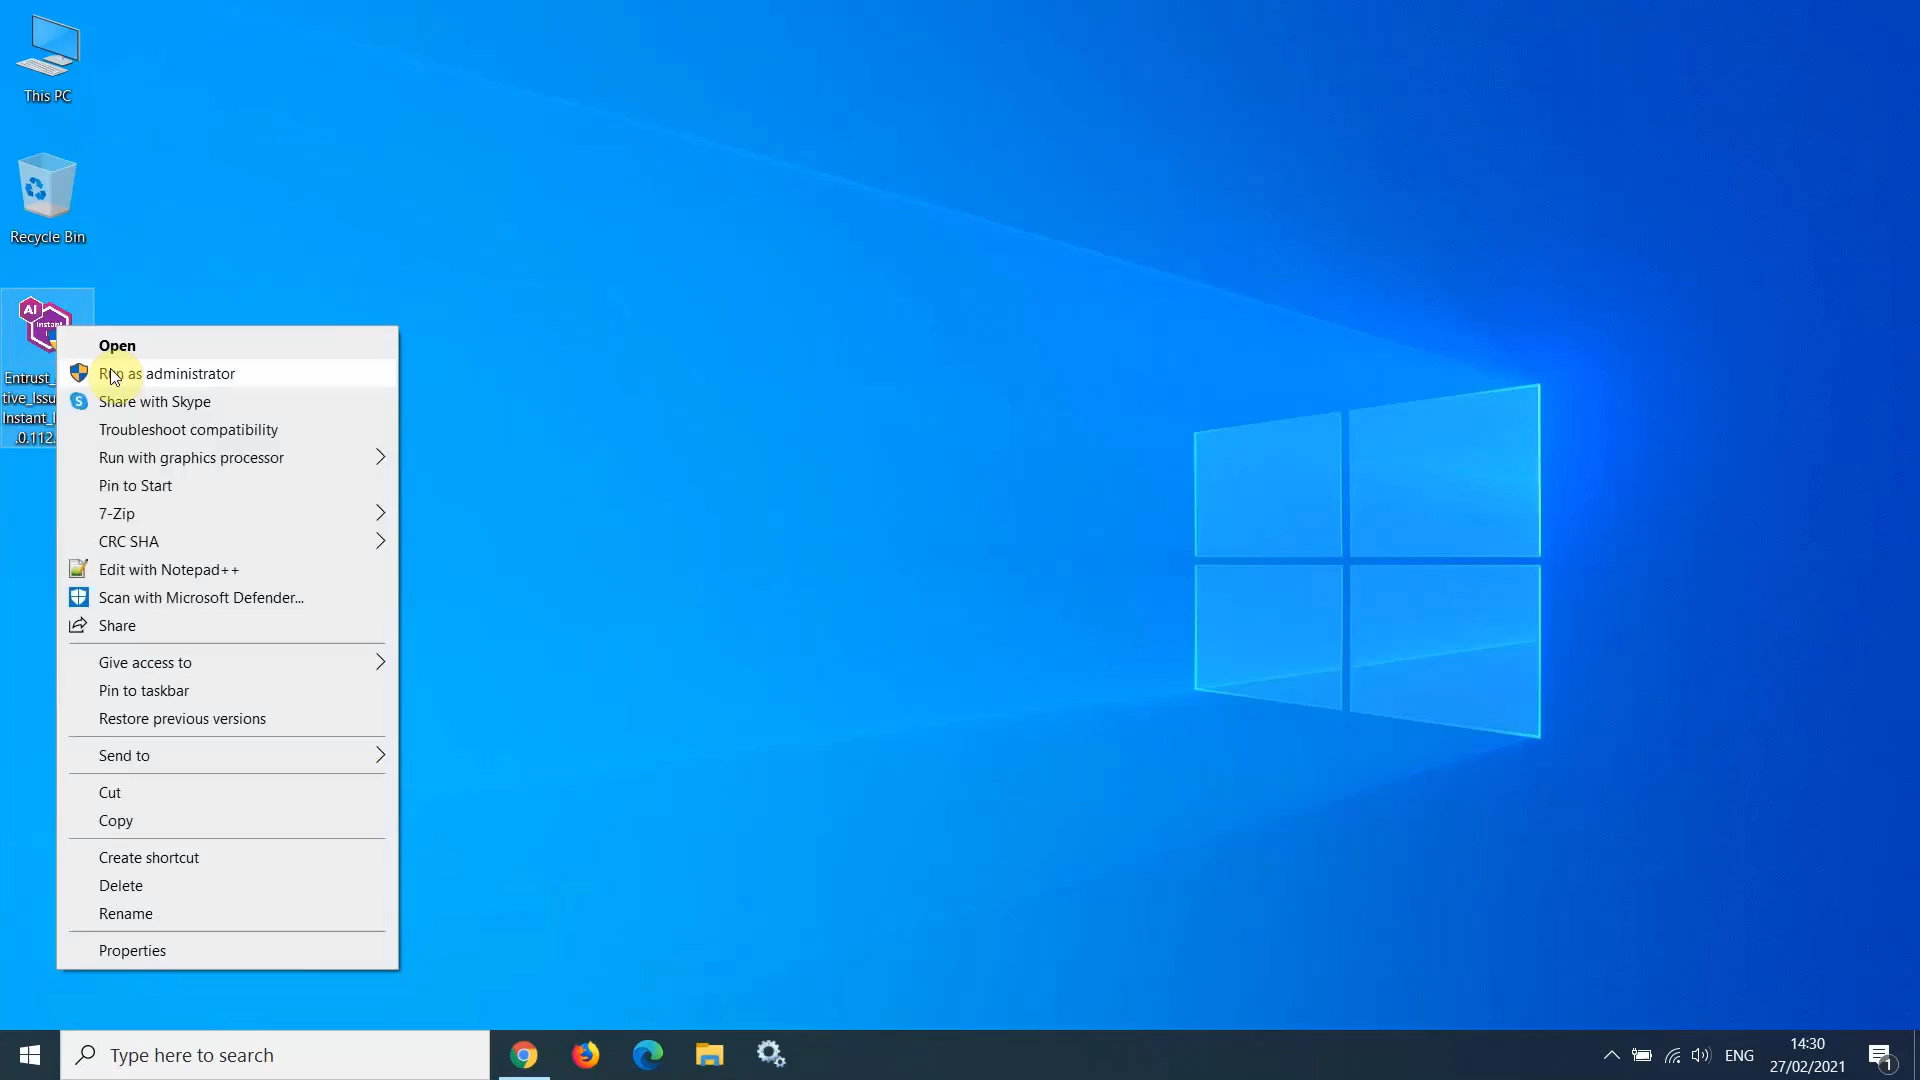 This PC
Recycle Bin
AI
Instant
Entrust_
tive_Issu
Instant_I
.0.112.
Open
Run as administrator
Share with Skype
Troubleshoot compatibility
Run with graphics processor
Pin to Start
7-Zip
CRC SHA
Edit with Notepad++
Scan with Microsoft Defender...
Share
Give access to
Pin to taskbar
Restore previous versions
Send to
Cut
Copy
Create shortcut
Delete
Rename
Properties
Type here to search
ENG
14:30
27/02/2021
1